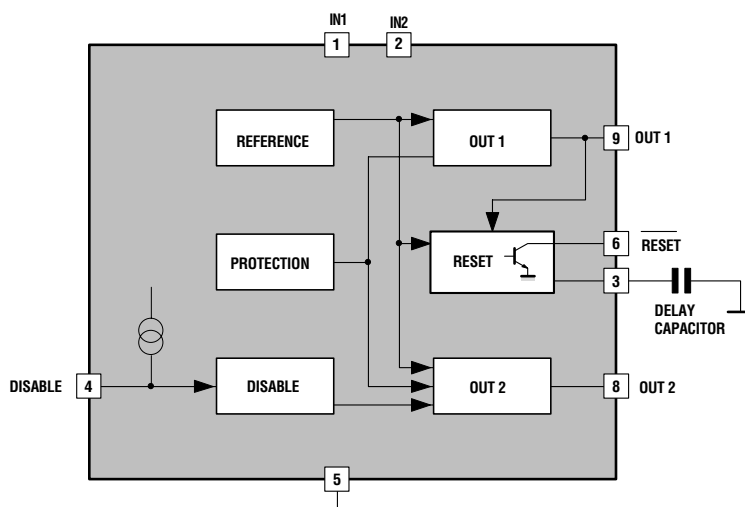 IN1
IN2
1
2
REFERENCE
OUT 1
9
OUT 1
PROTECTION
RESET
6
RESET
3
DELAY
CAPACITOR
DISABLE
4
DISABLE
OUT 2
8
OUT 2
5